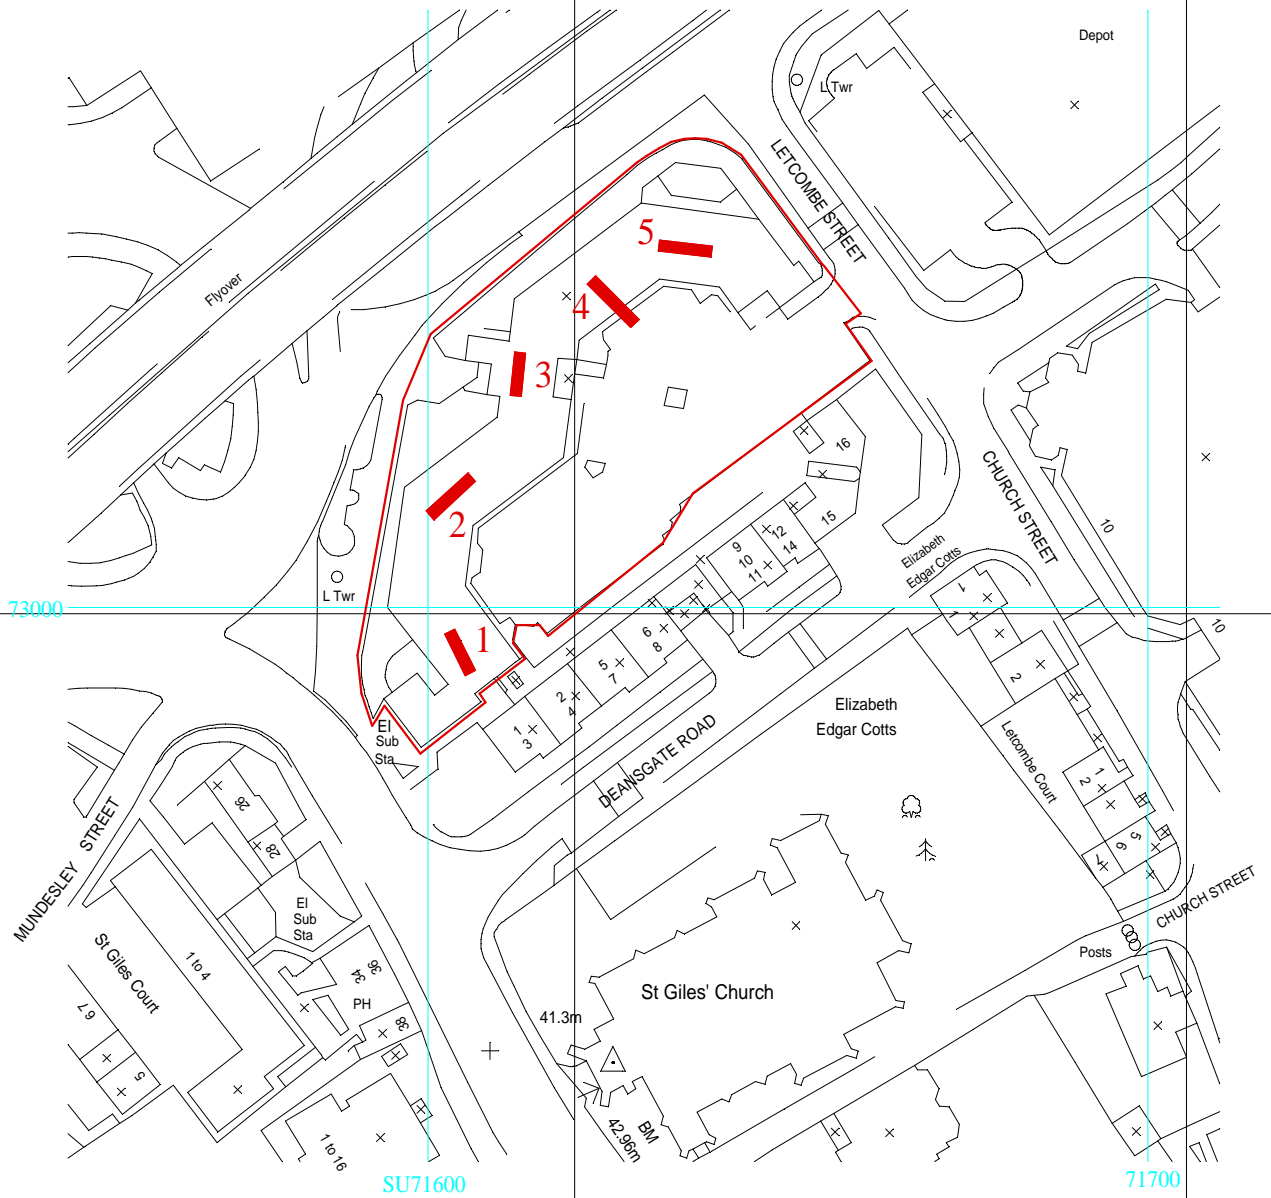 Depot
L Twr
LETCOMBE STREET
5
Flyover
4
3
16
CHURCH STREET
2
15
10
9
10
11
12
14
Elizabeth
Edgar Cotts
L Twr
73000
1
6
8
5
7
2
4
1
3
1
1
2
10
El
Sub
Sta
Elizabeth
Edgar Cotts
DEANSGATE ROAD
Letcombe Court
1
2
5
6
7
MUNDESLEY STREET
26
28
El
Sub
Sta
CHURCH STREET
St Giles Court
1 to 4
36
34
PH
38
Posts
St Giles' Church
41.3m
67
5
BM
42.96m
1 to 16
SU71600
71700